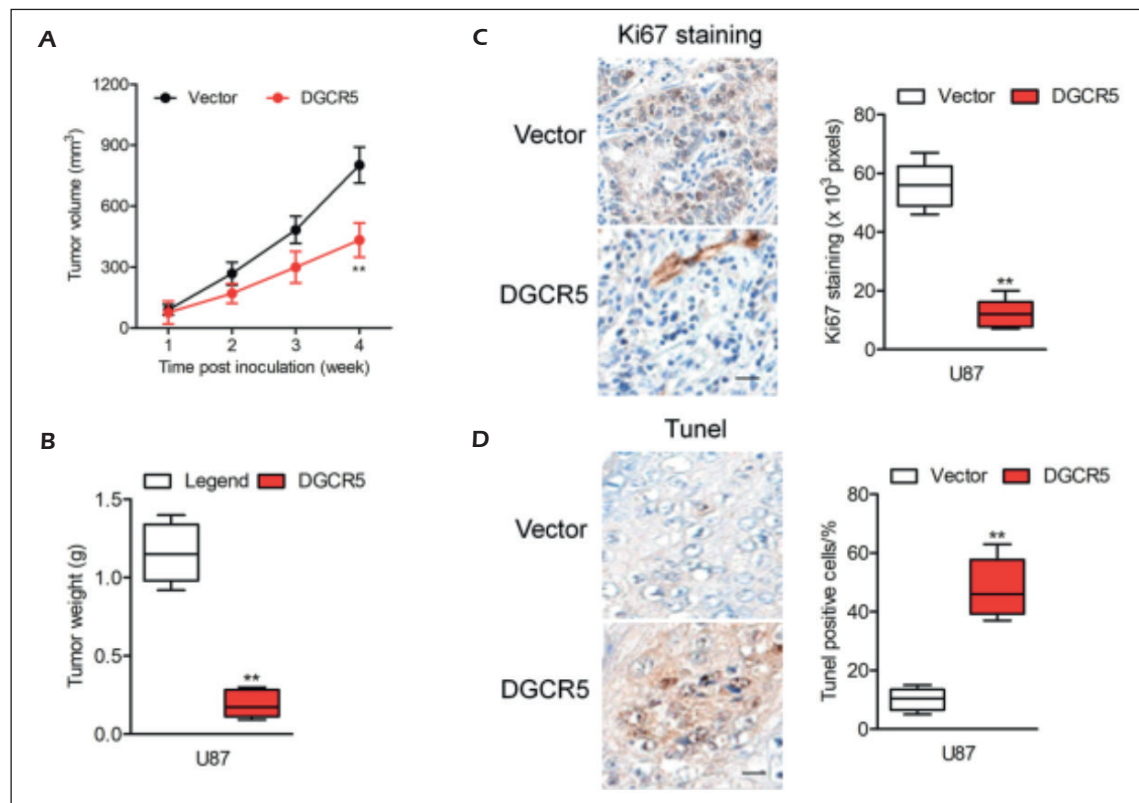 A
Vector DGCR5
1200
900
600
300
0
Tumor volume (mm³)
**
1 2 3 4
Time post inoculation (week)
B
Legend DGCR5
1.5
1.0
0.5
0.0
Tumor weight (g)
**
U87
C
Ki67 staining
Vector
DGCR5
Vector DGCR5
80
60
40
20
0
Ki67 staining (x 10³ pixels)
**
U87
D
Tunel
Vector
DGCR5
Vector DGCR5
80
60
40
20
0
Tunel positive cells/%
**
U87